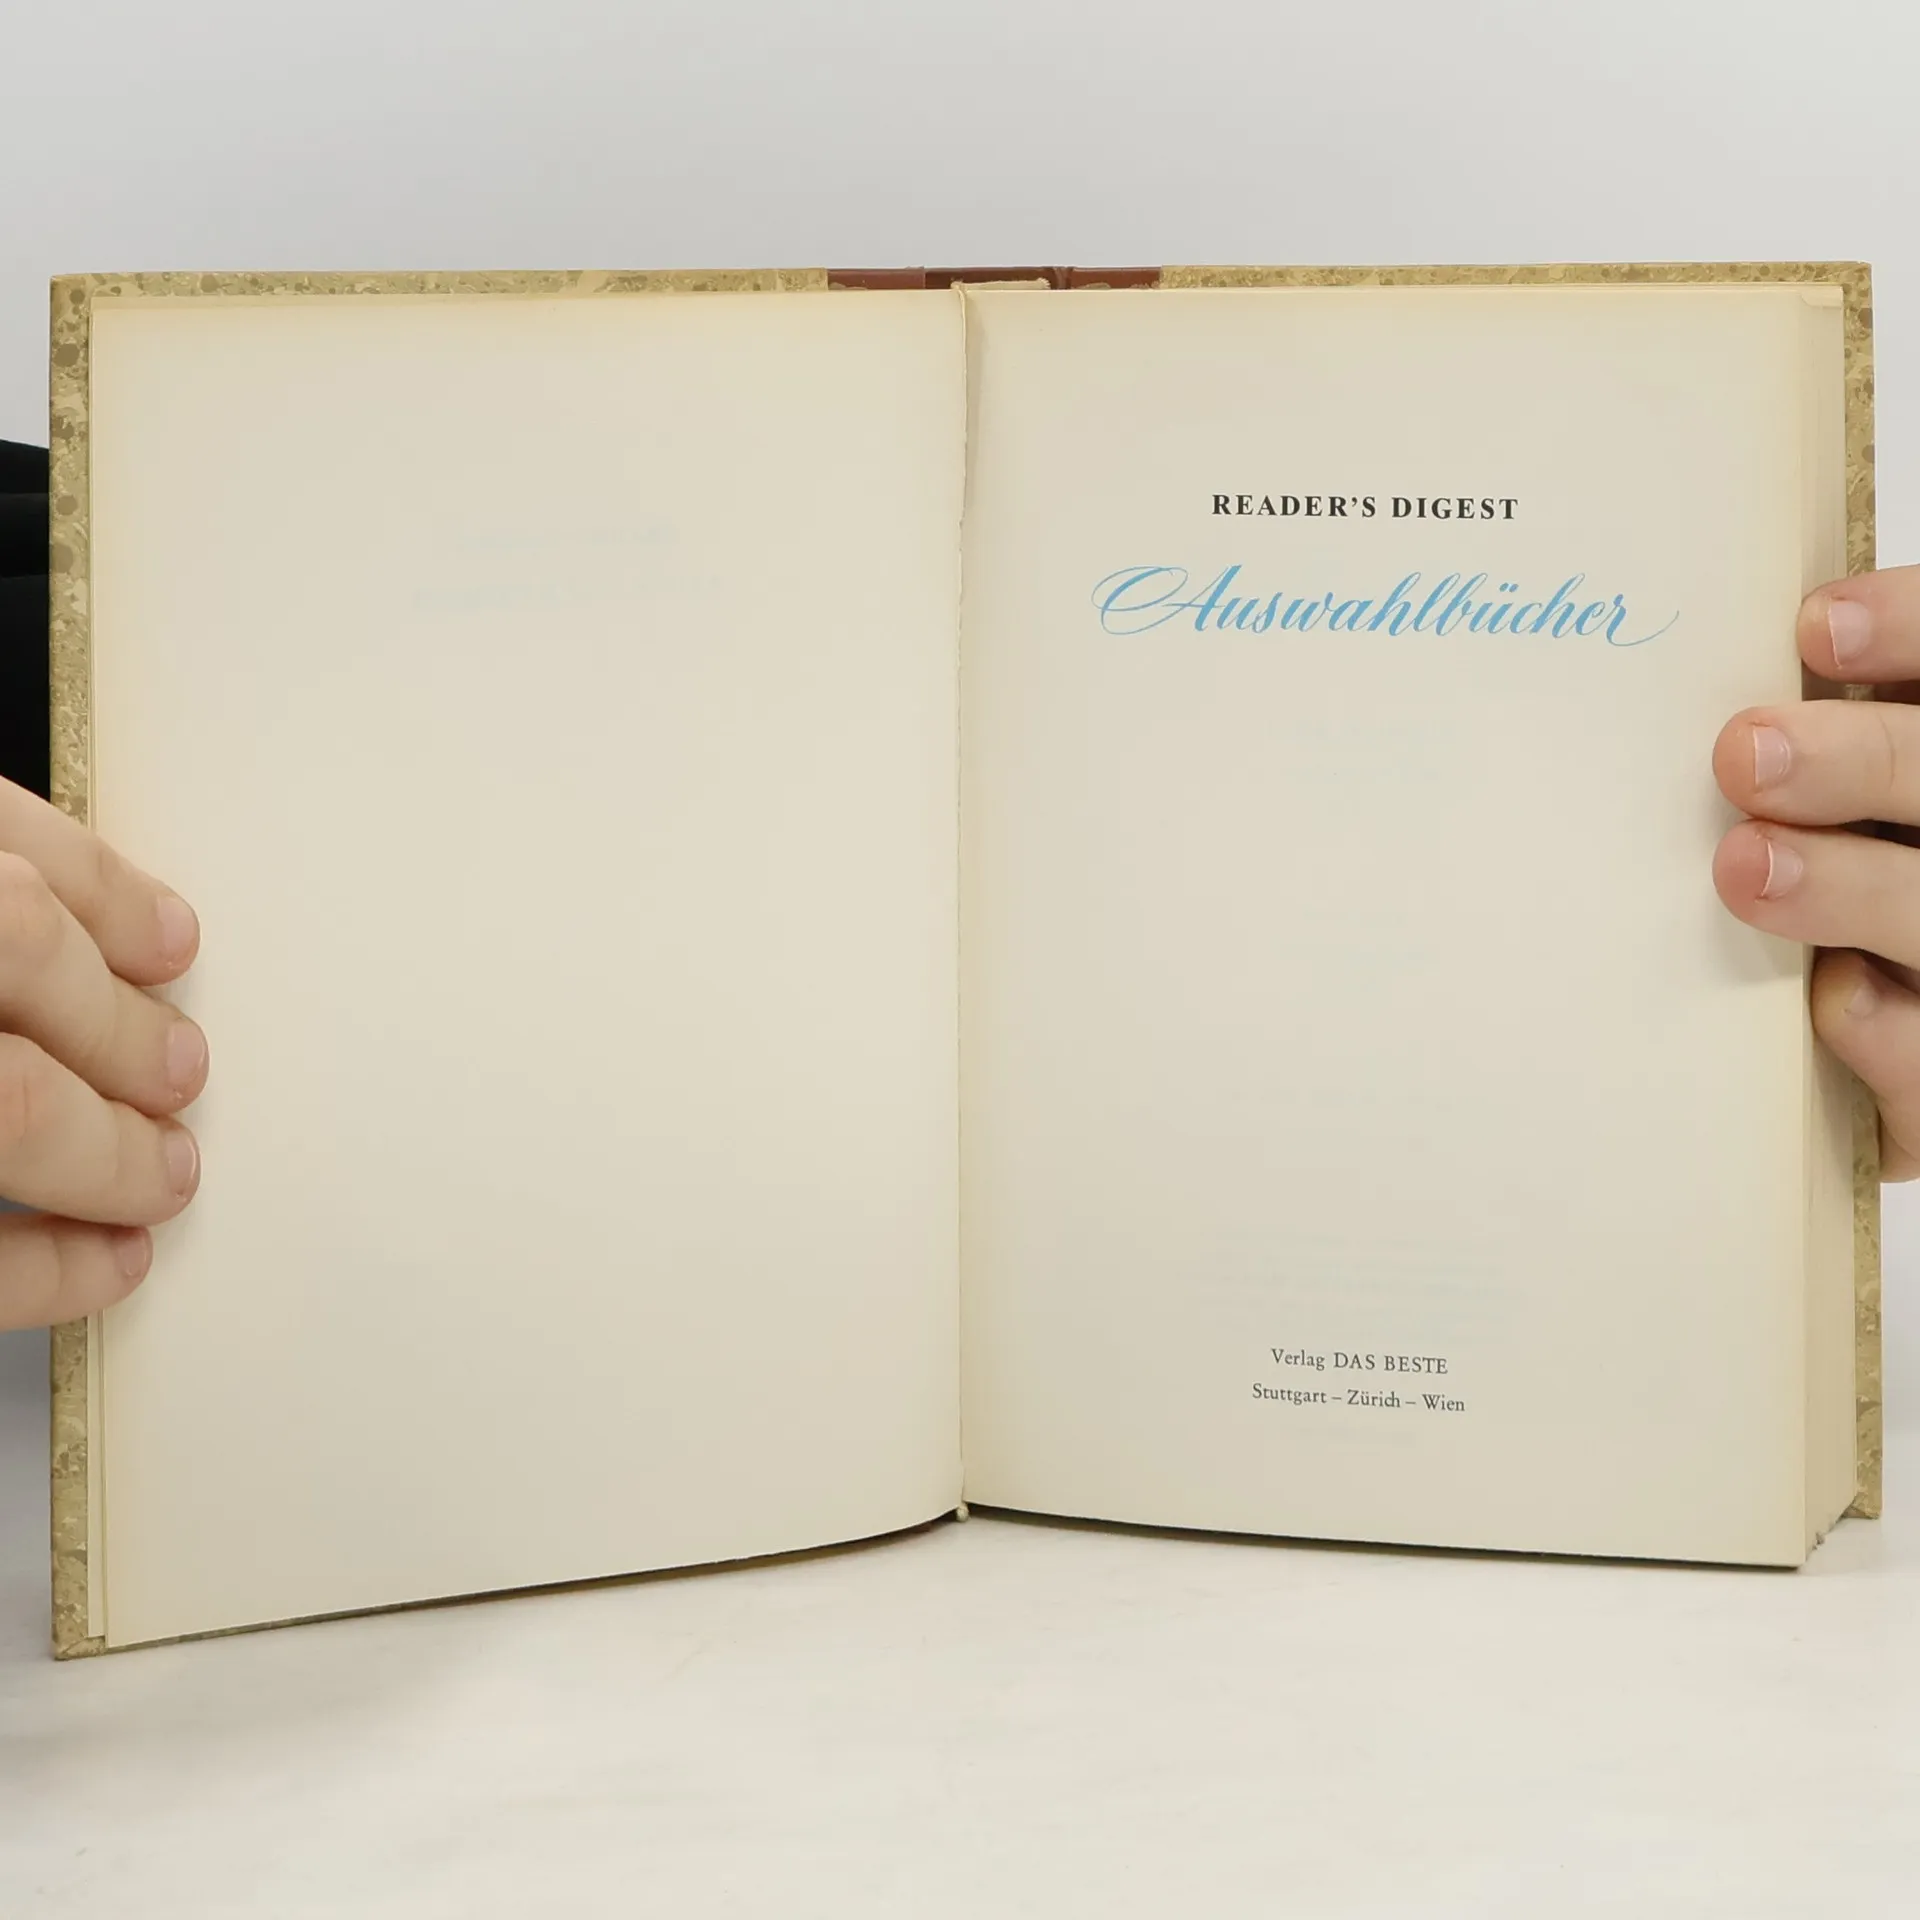 READER’S DIGEST
Auswahlbücher
Verlag DAS BESTE
Stuttgart – Zürich – Wien